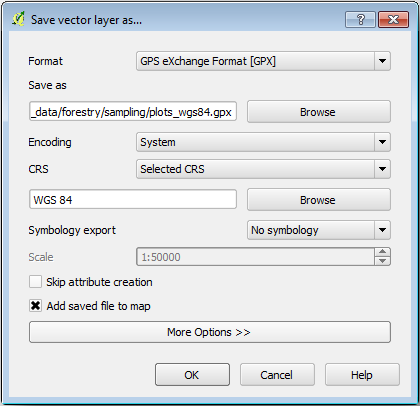 Save vector layer as...
Format GPS eXchange Format [GPX]
Save as
_data/forestry/sampling/plots_wgs84.gpx Browse
Encoding System
CRS Selected CRS
WGS 84 Browse
Symbology export No symbology
Scale 1:50000
Skip attribute creation
Add saved file to map
More Options >>
OK Cancel Help